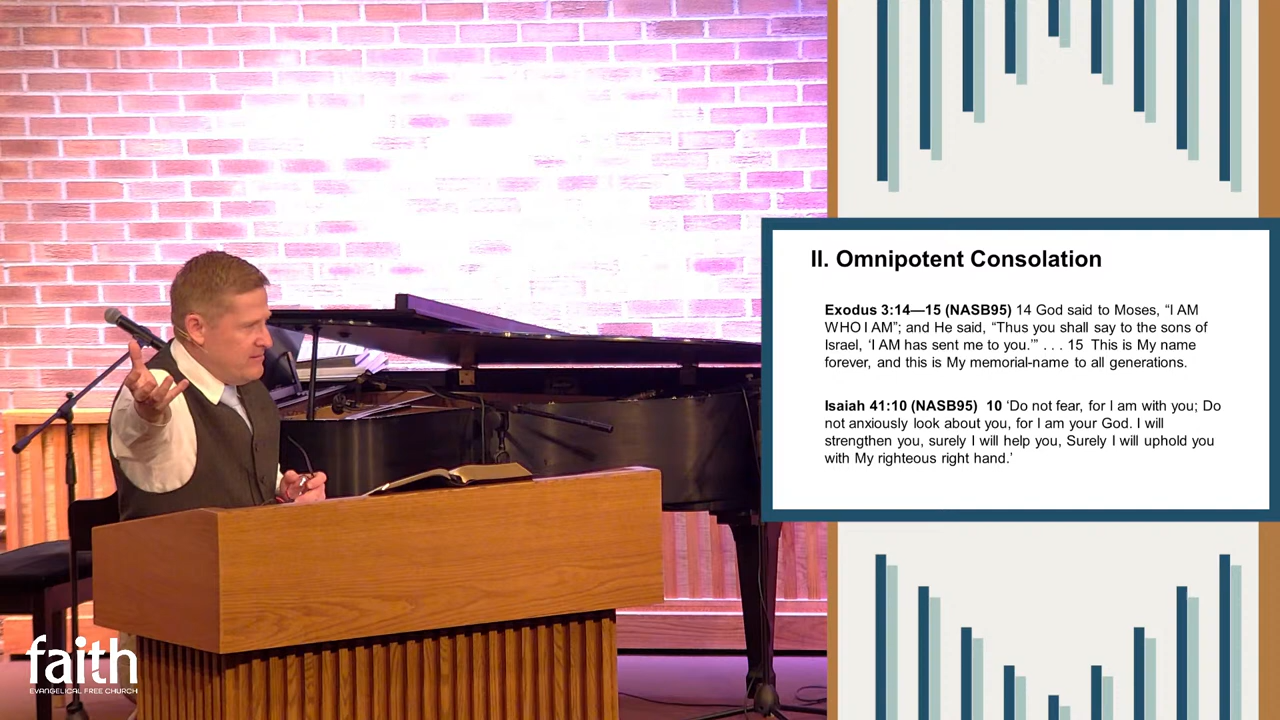 II. Omnipotent Consolation
Exodus 3:14—15 (NASB95) 14 God said to Moses, “I AM
WHO I AM”; and He said, “Thus you shall say to the sons of
Israel, ‘I AM has sent me to you.’” . . . 15 This is My name
forever, and this is My memorial-name to all generations.
Isaiah 41:10 (NASB95) 10 ‘Do not fear, for I am with you; Do
not anxiously look about you, for I am your God. I will
strengthen you, surely I will help you, Surely I will uphold you
with My righteous right hand.’
faith
EVANGELICAL FREE CHURCH